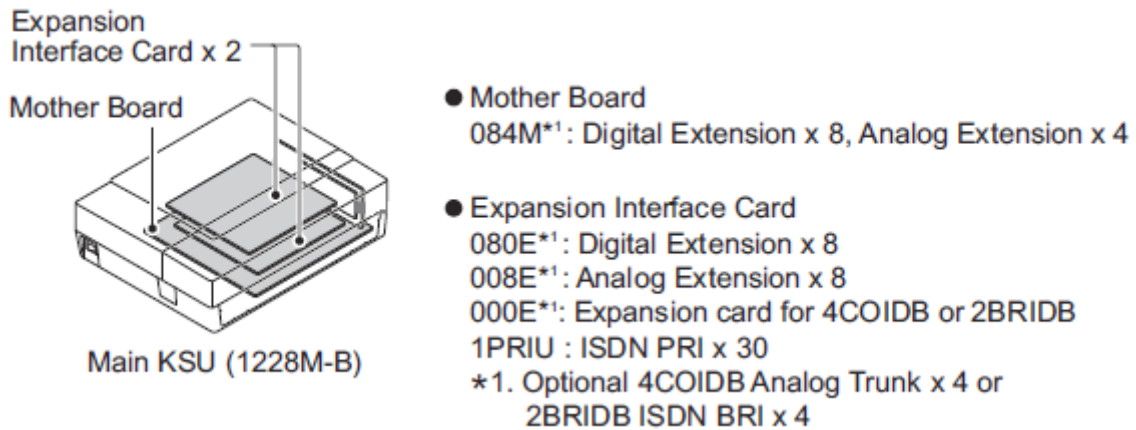 Expansion
Interface Card x 2
Mother Board
Main KSU (1228M-B)
● Mother Board
084M*1: Digital Extension x 8, Analog Extension x 4
● Expansion Interface Card
080E*1: Digital Extension x 8
008E*1: Analog Extension x 8
000E*1: Expansion card for 4COIDB or 2BRIDB
1PRIU : ISDN PRI x 30
*1. Optional 4COIDB Analog Trunk x 4 or
2BRIDB ISDN BRI x 4